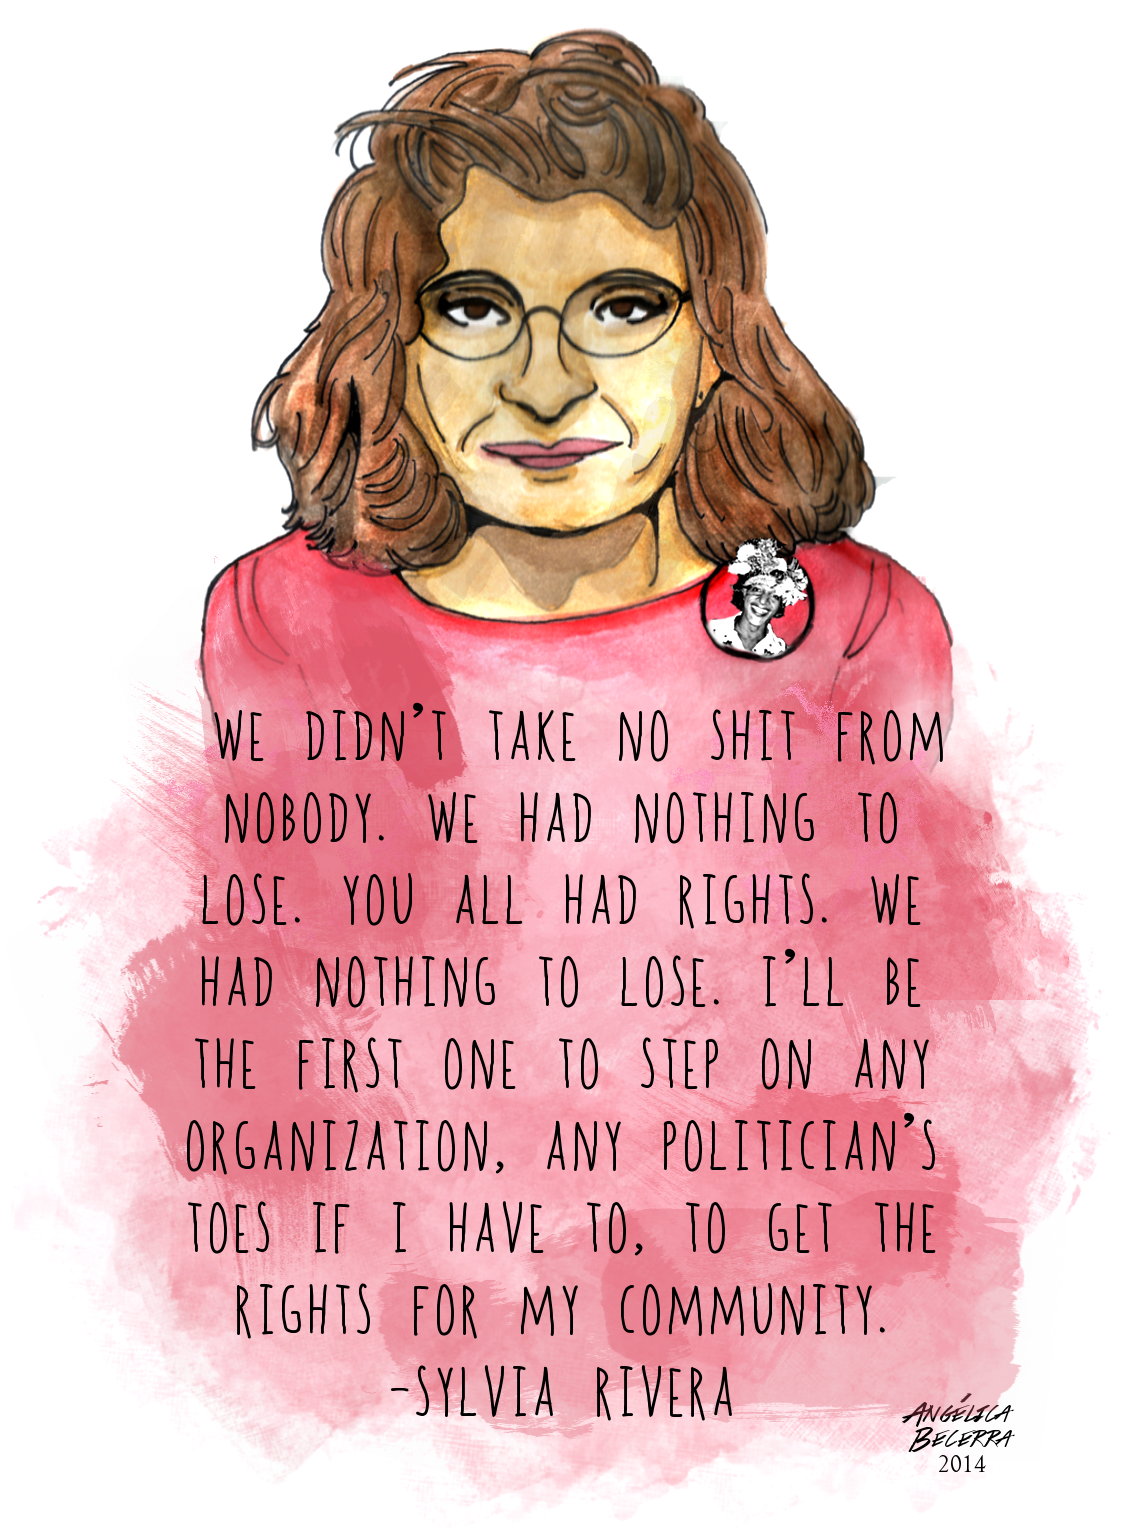 WE DIDN'T TAKE NO SHIT FROM
NOBODY. WE HAD NOTHING TO
LOSE. YOU ALL HAD RIGHTS. WE
HAD NOTHING TO LOSE. I'LL BE
THE FIRST ONE TO STEP ON ANY
ORGANIZATION, ANY POLITICIAN'S
TOES IF I HAVE TO, TO GET THE
RIGHTS FOR MY COMMUNITY.
-SYLVIA RIVERA
ANGÉLICA
BECERRA
2014